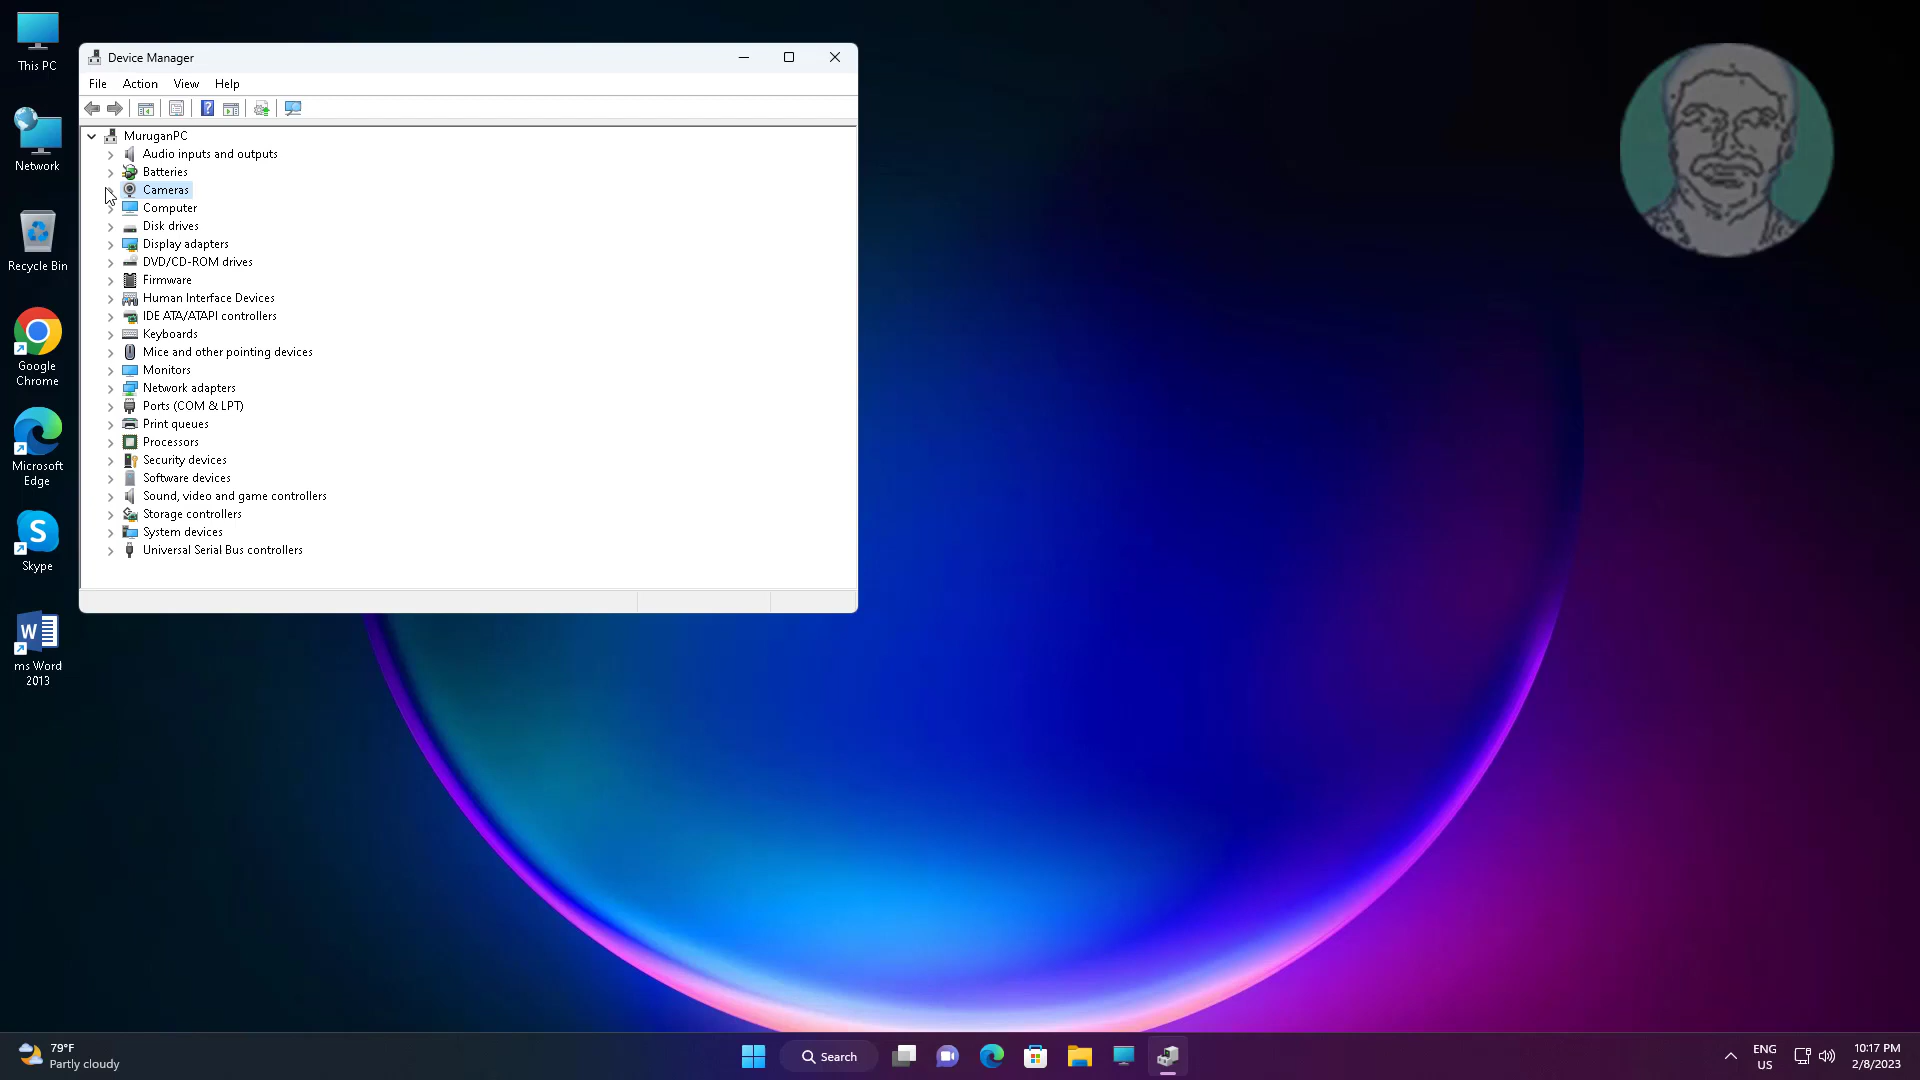 This PC
Network
Recycle Bin
Google
Chrome
Microsoft
Edge
S
Skype
W
ms Word
2013
Device Manager
File Action View Help
?
MuruganPC
Audio inputs and outputs
Batteries
Cameras
Computer
Disk drives
Display adapters
DVD/CD-ROM drives
Firmware
Human Interface Devices
IDE ATA/ATAPI controllers
Keyboards
Mice and other pointing devices
Monitors
Network adapters
Ports (COM & LPT)
Print queues
Processors
Security devices
Software devices
Sound, video and game controllers
Storage controllers
System devices
Universal Serial Bus controllers
79°F
Partly cloudy
Search
ENG
US
10:17 PM
2/8/2023